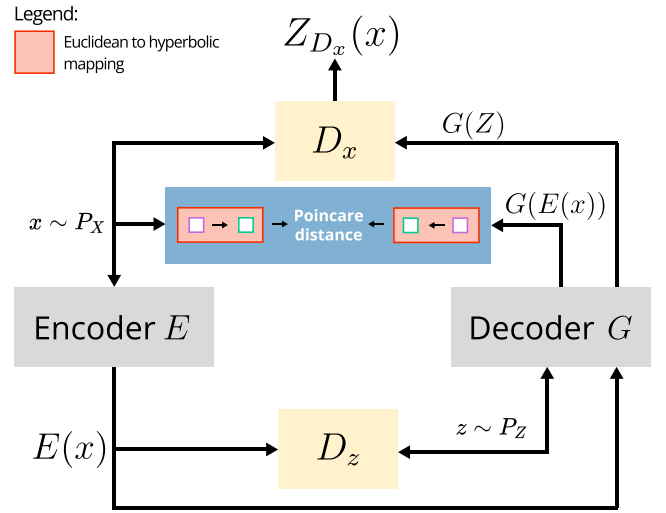 Legend:
Euclidean to hyperbolic
mapping
Z_{D_x}(x)
D_x
G(Z)
x ∼ P_X
Poincare
distance
G(E(x))
Encoder E
Decoder G
E(x)
D_z
z ∼ P_Z